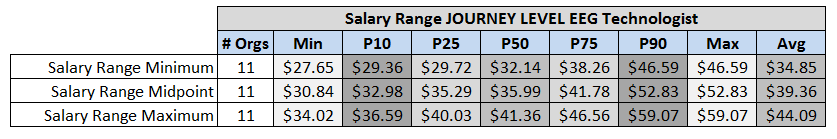 Salary Range JOURNEY LEVEL EEG Technologist
# Orgs Min P10 P25 P50 P75 P90 Max Avg
Salary Range Minimum 11 $27.65 $29.36 $29.72 $32.14 $38.26 $46.59 $46.59 $34.85
Salary Range Midpoint 11 $30.84 $32.98 $35.29 $35.99 $41.78 $52.83 $52.83 $39.36
Salary Range Maximum 11 $34.02 $36.59 $40.03 $41.36 $46.56 $59.07 $59.07 $44.09